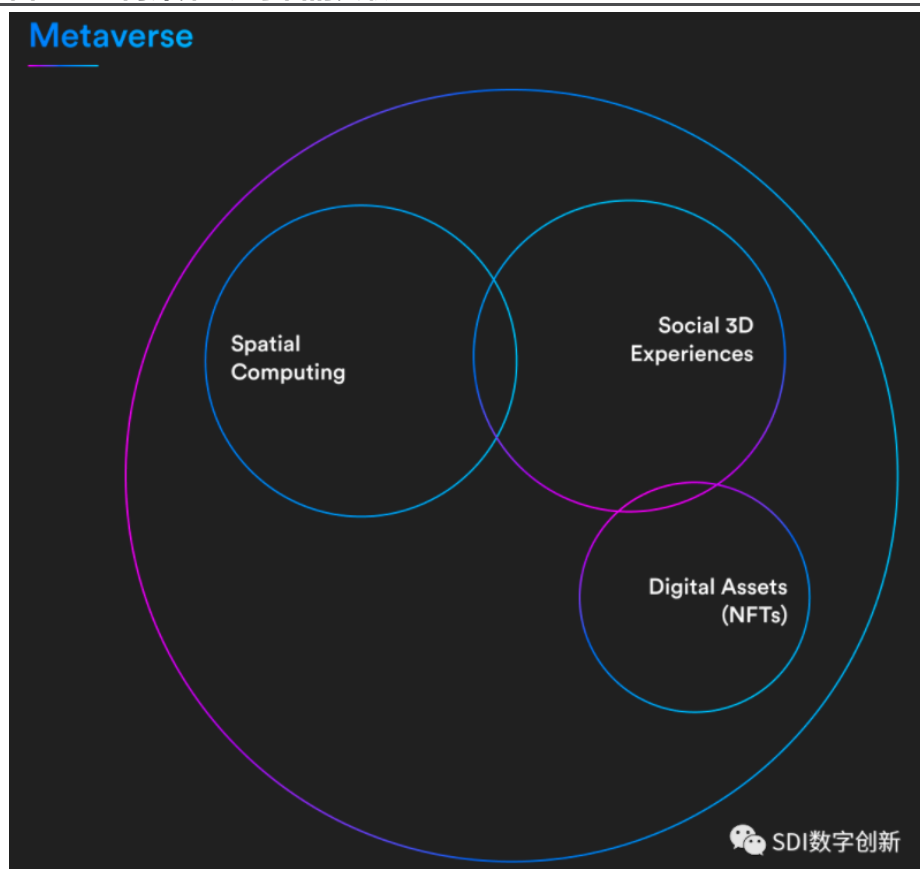 Metaverse
Spatial
Computing
Social 3D
Experiences
Digital Assets
(NFTs)
SDI数字创新